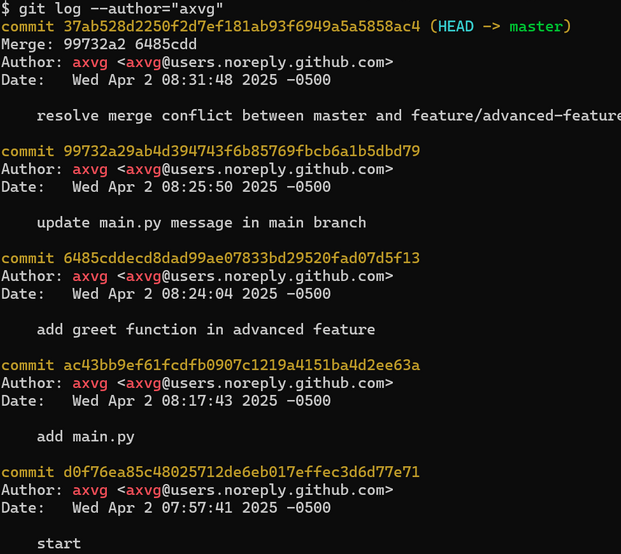 $ git log --author="axvg"
commit 37ab528d2250f2d7ef181ab93f6949a5a5858ac4 (HEAD -> master)
Merge: 99732a2 6485cdd
Author: axvg <axvg@users.noreply.github.com>
Date:   Wed Apr 2 08:31:48 2025 -0500
    resolve merge conflict between master and feature/advanced-feature
commit 99732a29ab4d394743f6b85769fbcb6a1b5dbd79
Author: axvg <axvg@users.noreply.github.com>
Date:   Wed Apr 2 08:25:50 2025 -0500
    update main.py message in main branch
commit 6485cddecd8dad99ae07833bd29520fad07d5f13
Author: axvg <axvg@users.noreply.github.com>
Date:   Wed Apr 2 08:24:04 2025 -0500
    add greet function in advanced feature
commit ac43bb9ef61fcdfb0907c1219a4151ba4d2ee63a
Author: axvg <axvg@users.noreply.github.com>
Date:   Wed Apr 2 08:17:43 2025 -0500
    add main.py
commit d0f76ea85c48025712de6eb017effec3d6d77e71
Author: axvg <axvg@users.noreply.github.com>
Date:   Wed Apr 2 07:57:41 2025 -0500
    start